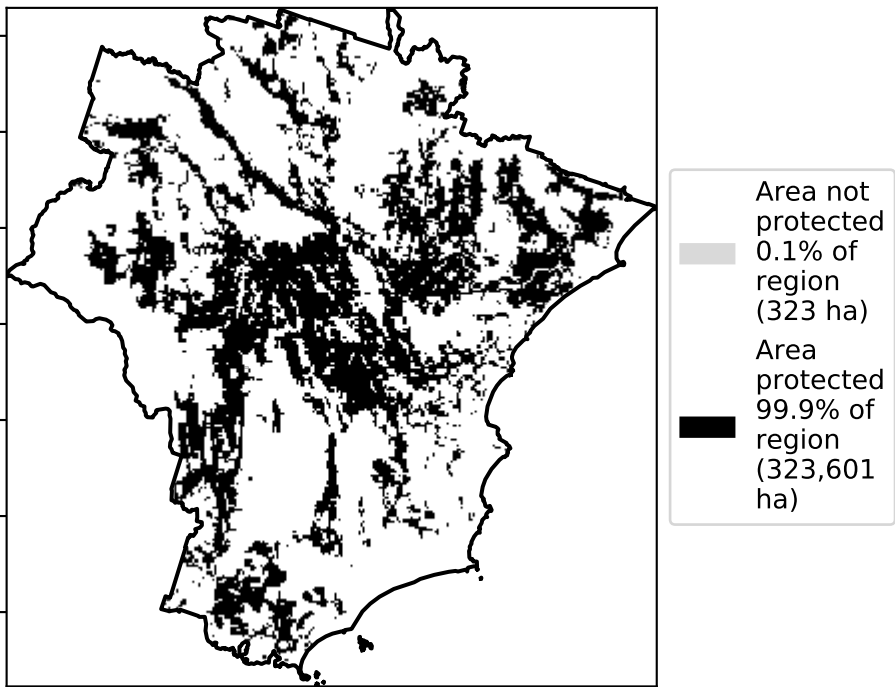 Area not
protected
0.1% of
region
(323 ha)
Area
protected
99.9% of
region
(323,601
ha)